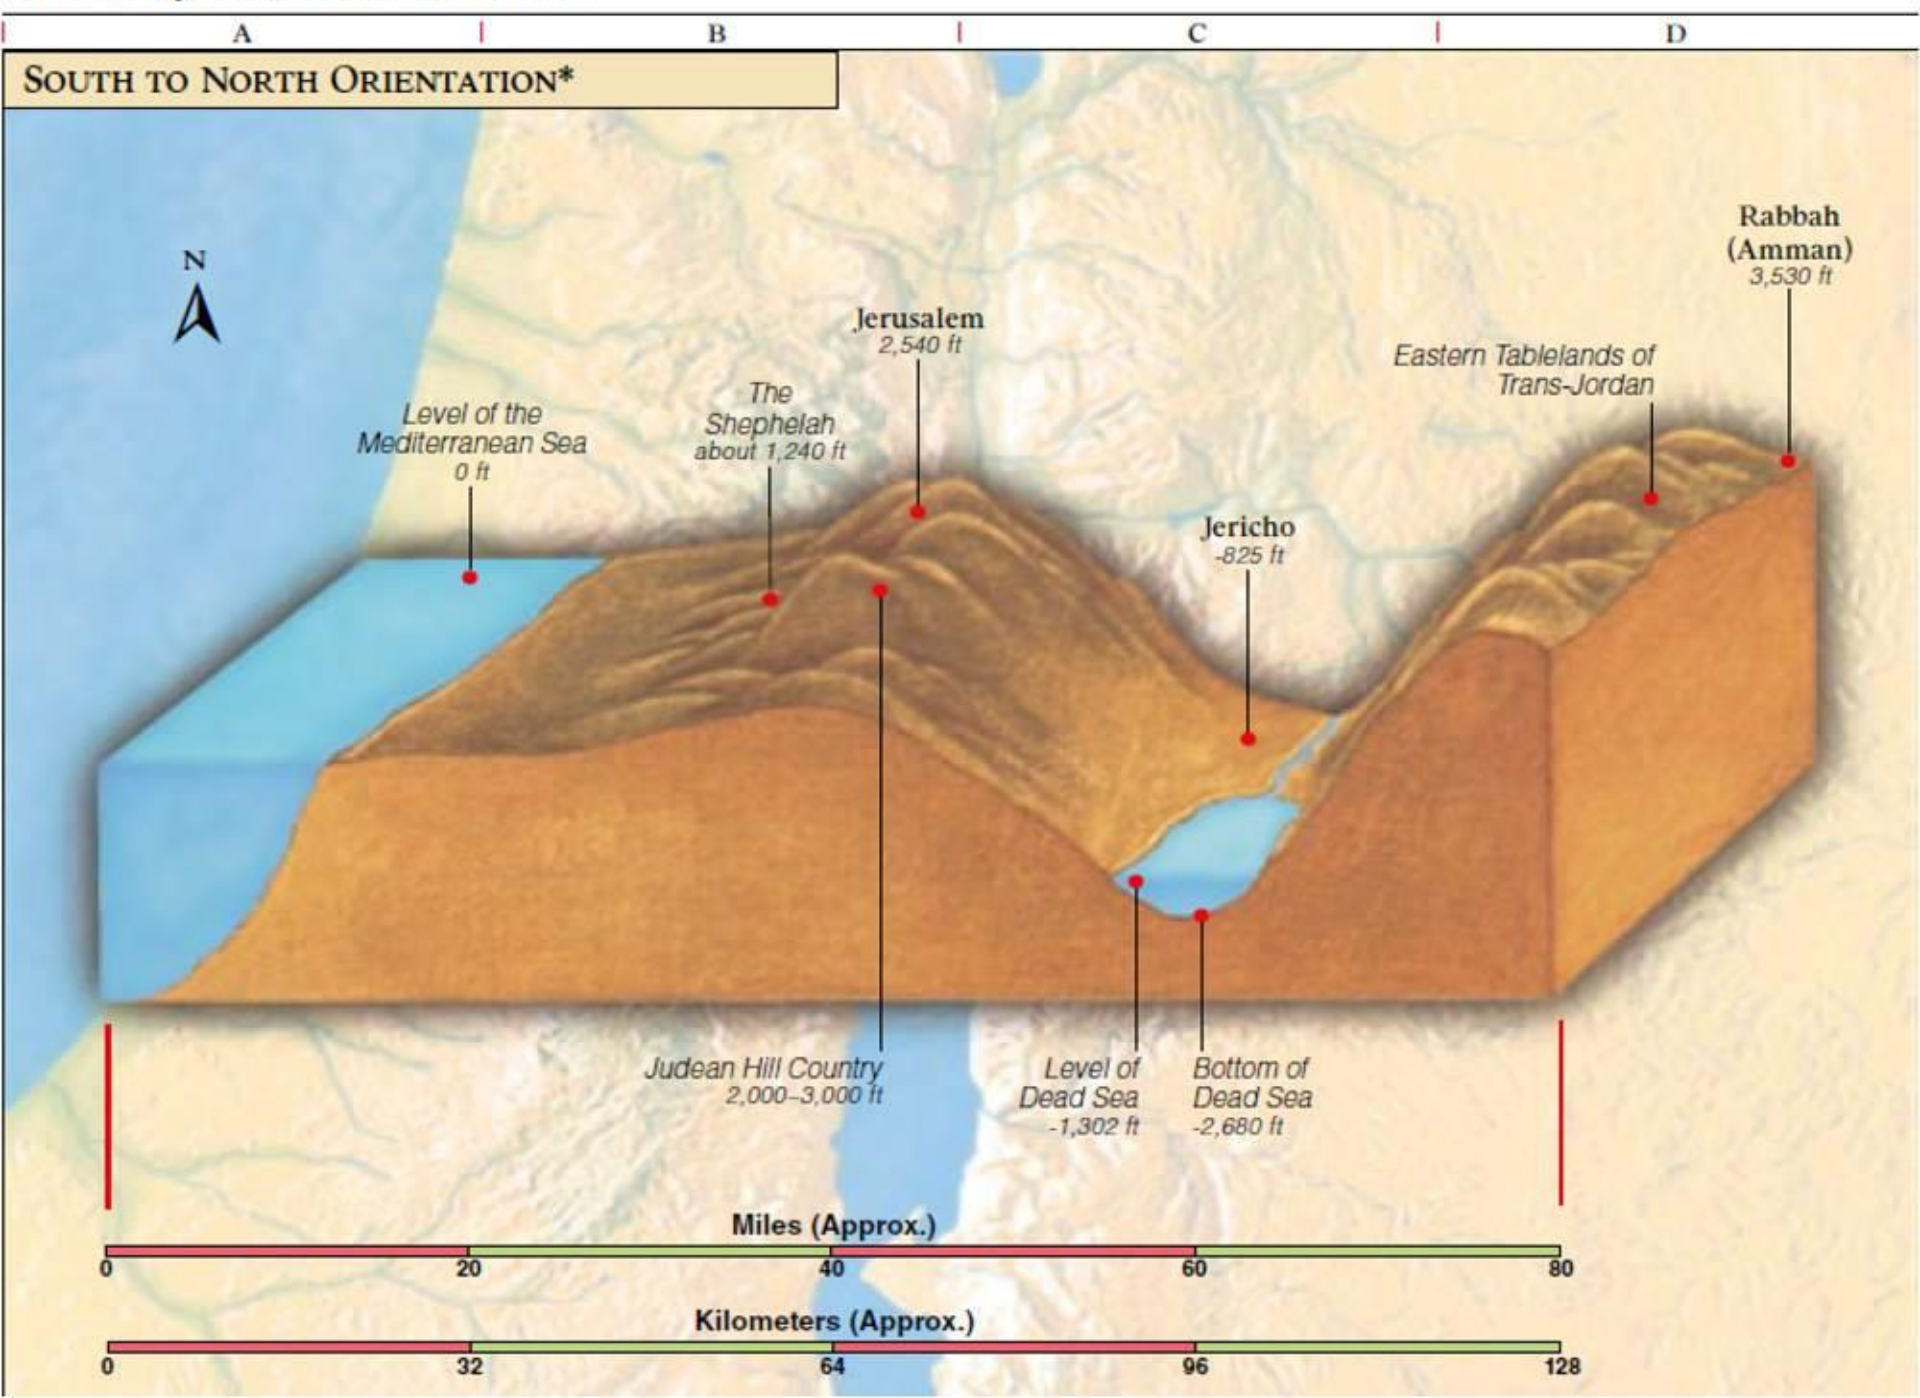 A B C D
SOUTH TO NORTH ORIENTATION*
N
Rabbah
(Amman)
3,530 ft
Jerusalem
2,540 ft
Eastern Tablelands of
Trans-Jordan
The
Shephelah
about 1,240 ft
Level of the
Mediterranean Sea
0 ft
Jericho
-825 ft
Judean Hill Country
2,000–3,000 ft
Level of
Dead Sea
-1,302 ft
Bottom of
Dead Sea
-2,680 ft
Miles (Approx.)
0 20 40 60 80
Kilometers (Approx.)
0 32 64 96 128